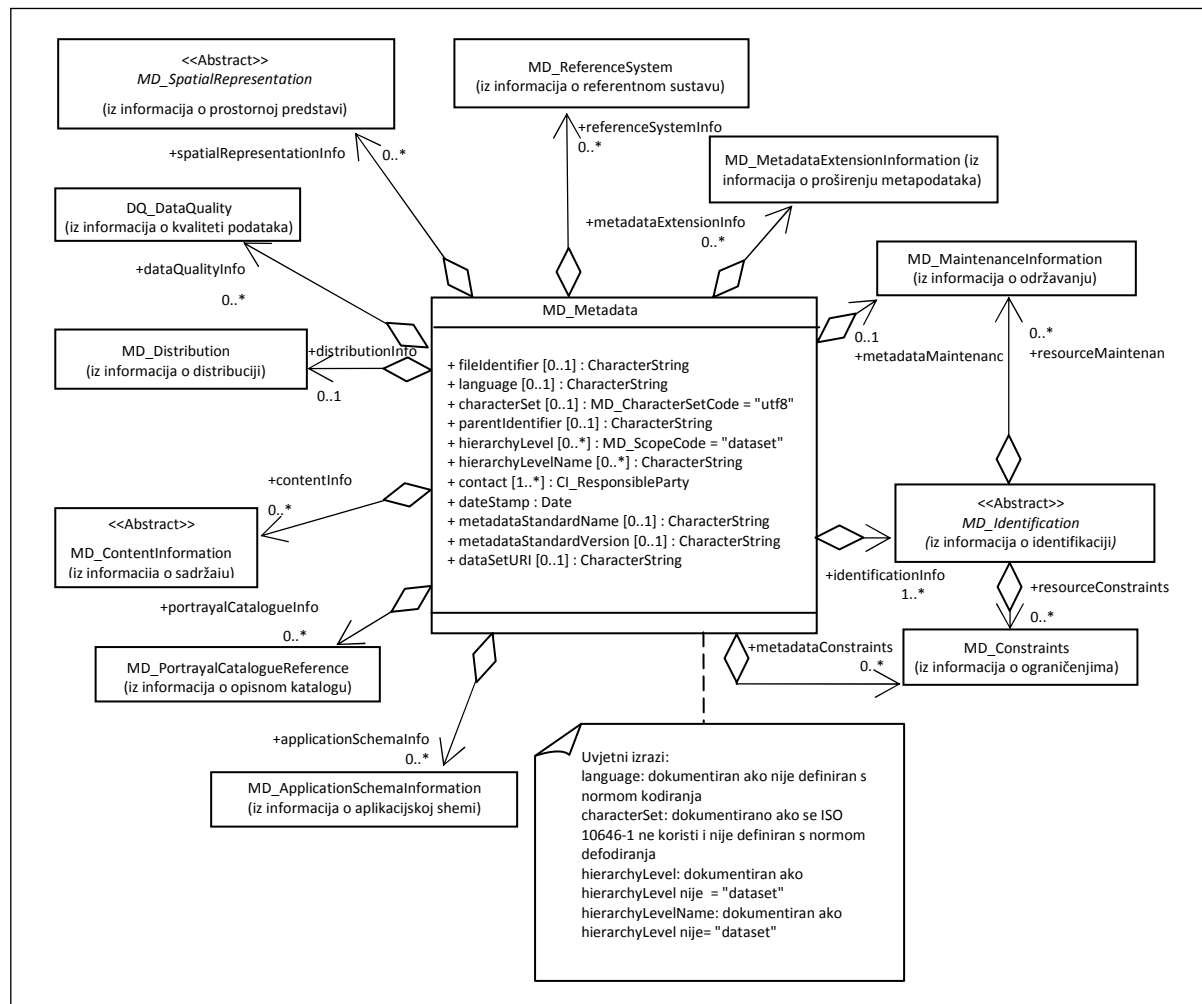 <<Abstract>>
MD_SpatialRepresentation
(iz informacija o prostornoj predstavi)
MD_ReferenceSystem
(iz informacija o referentnom sustavu)
+referenceSystemInfo
0..*
+spatialRepresentationInfo
0..*
MD_MetadataExtensionInformation (iz
informacija o proširenju metapodataka)
DQ_DataQuality
(iz informacija o kvaliteti podataka)
+metadataExtensionInfo
0..*
+dataQualityInfo
0..*
MD_MaintenanceInformation
(iz informacija o održavanju)
MD_Distribution
(iz informacija o distribuciji)
+distributionInfo
0..1
0..1
+metadataMaintenanc
0..*
+resourceMaintenan
MD_Metadata
+ fileIdentifier [0..1] : CharacterString
+ language [0..1] : CharacterString
+ characterSet [0..1] : MD_CharacterSetCode = "utf8"
+ parentIdentifier [0..1] : CharacterString
+ hierarchyLevel [0..*] : MD_ScopeCode = "dataset"
+ hierarchyLevelName [0..*] : CharacterString
+ contact [1..*] : CI_ResponsibleParty
+ dateStamp : Date
+ metadataStandardName [0..1] : CharacterString
+ metadataStandardVersion [0..1] : CharacterString
+ dataSetURI [0..1] : CharacterString
+contentInfo
0..*
<<Abstract>>
MD_ContentInformation
(iz informaciia o sadržaiu)
<<Abstract>>
MD_Identification
(iz informacija o identifikaciji)
+identificationInfo
1..*
+resourceConstraints
0..*
+portrayalCatalogueInfo
0..*
MD_PortrayalCatalogueReference
(iz informacija o opisnom katalogu)
+metadataConstraints
0..*
MD_Constraints
(iz informacija o ograničenjima)
+applicationSchemaInfo
0..*
MD_ApplicationSchemaInformation
(iz informacija o aplikacijskoj shemi)
Uvjetni izrazi:
language: dokumentiran ako nije definiran s
normom kodiranja
characterSet: dokumentirano ako se ISO
10646-1 ne koristi i nije definiran s normom
defodiranja
hierarchyLevel: dokumentiran ako
hierarchyLevel nije = "dataset"
hierarchyLevelName: dokumentiran ako
hierarchyLevel nije= "dataset"